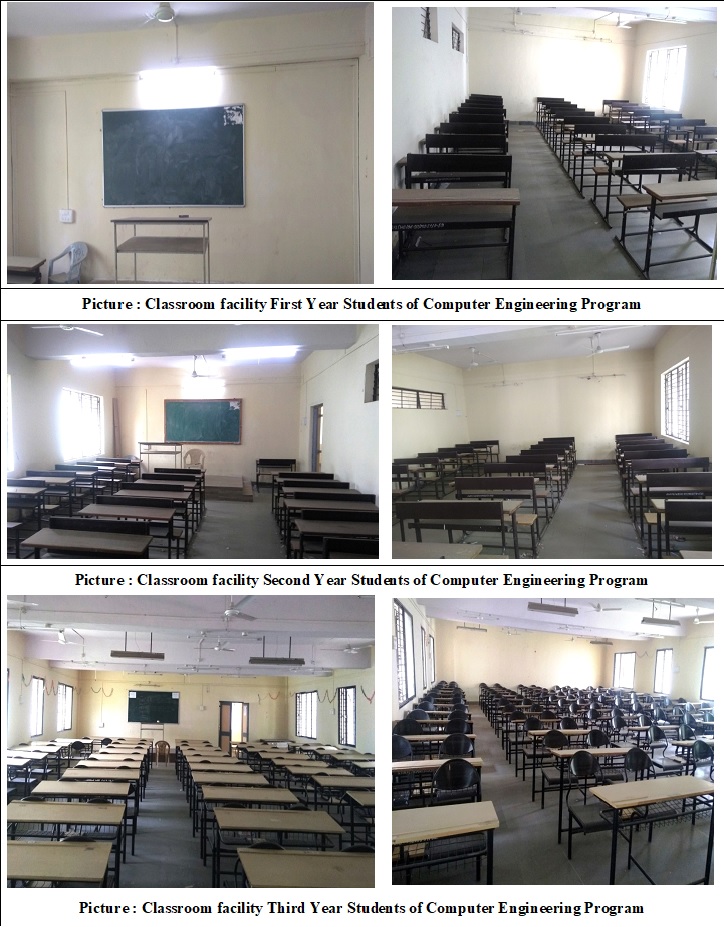 Picture : Classroom facility First Year Students of Computer Engineering Program
Picture : Classroom facility Second Year Students of Computer Engineering Program
Picture : Classroom facility Third Year Students of Computer Engineering Program